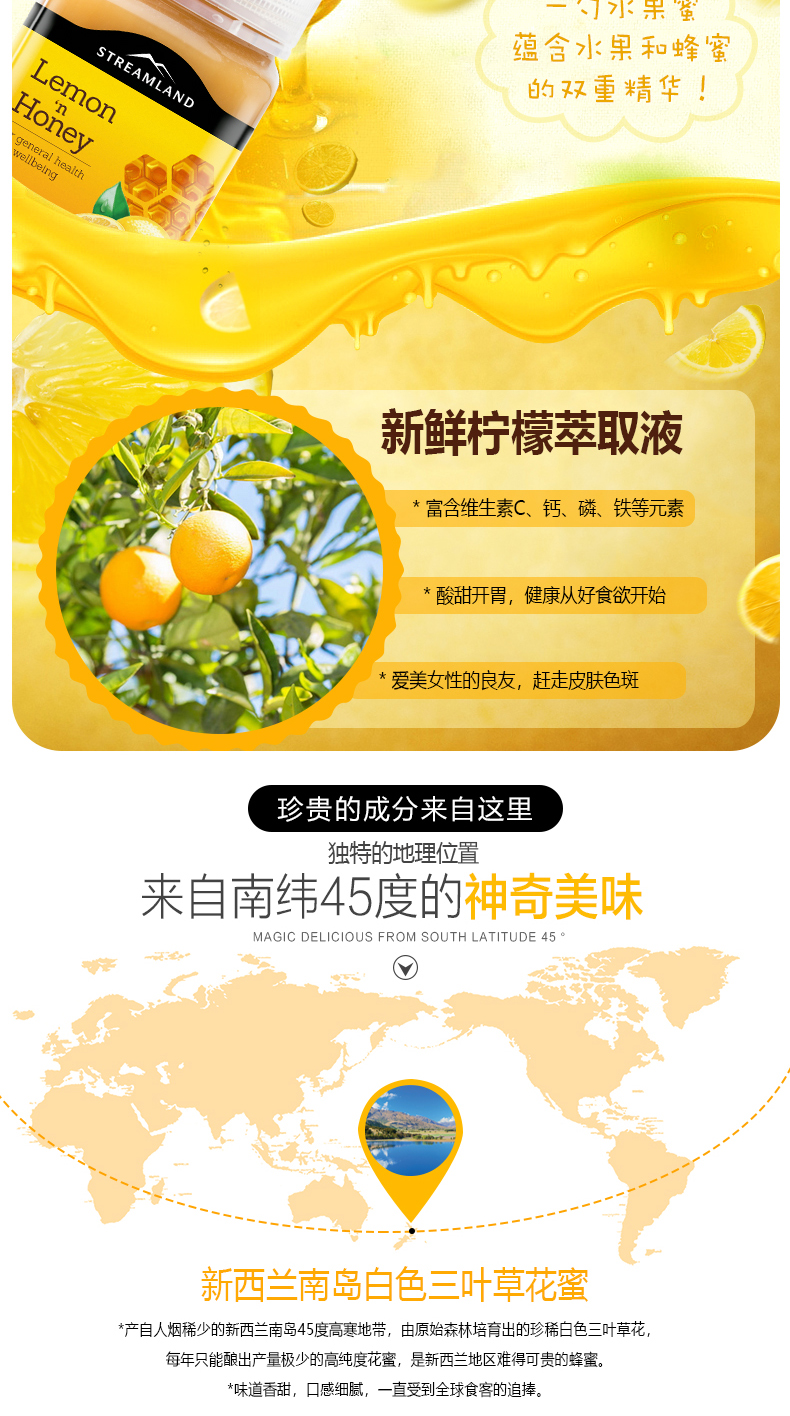 一勺水果蜜
蕴含水果和蜂蜜
的双重精华！
STREAMLAND
Lemon
'n
Honey
general health
wellbeing
新鲜柠檬萃取液
* 富含维生素C、钙、磷、铁等元素
* 酸甜开胃，健康从好食欲开始
* 爱美女性的良友，赶走皮肤色斑
珍贵的成分来自这里
独特的地理位置
来自南纬45度的神奇美味
MAGIC DELICIOUS FROM SOUTH LATITUDE 45 °
新西兰南岛白色三叶草花蜜
*产自人烟稀少的新西兰南岛45度高寒地带，由原始森林培育出的珍稀白色三叶草花，
每年只能酿出产量极少的高纯度花蜜，是新西兰地区难得可贵的蜂蜜。
*味道香甜，口感细腻，一直受到全球食客的追捧。